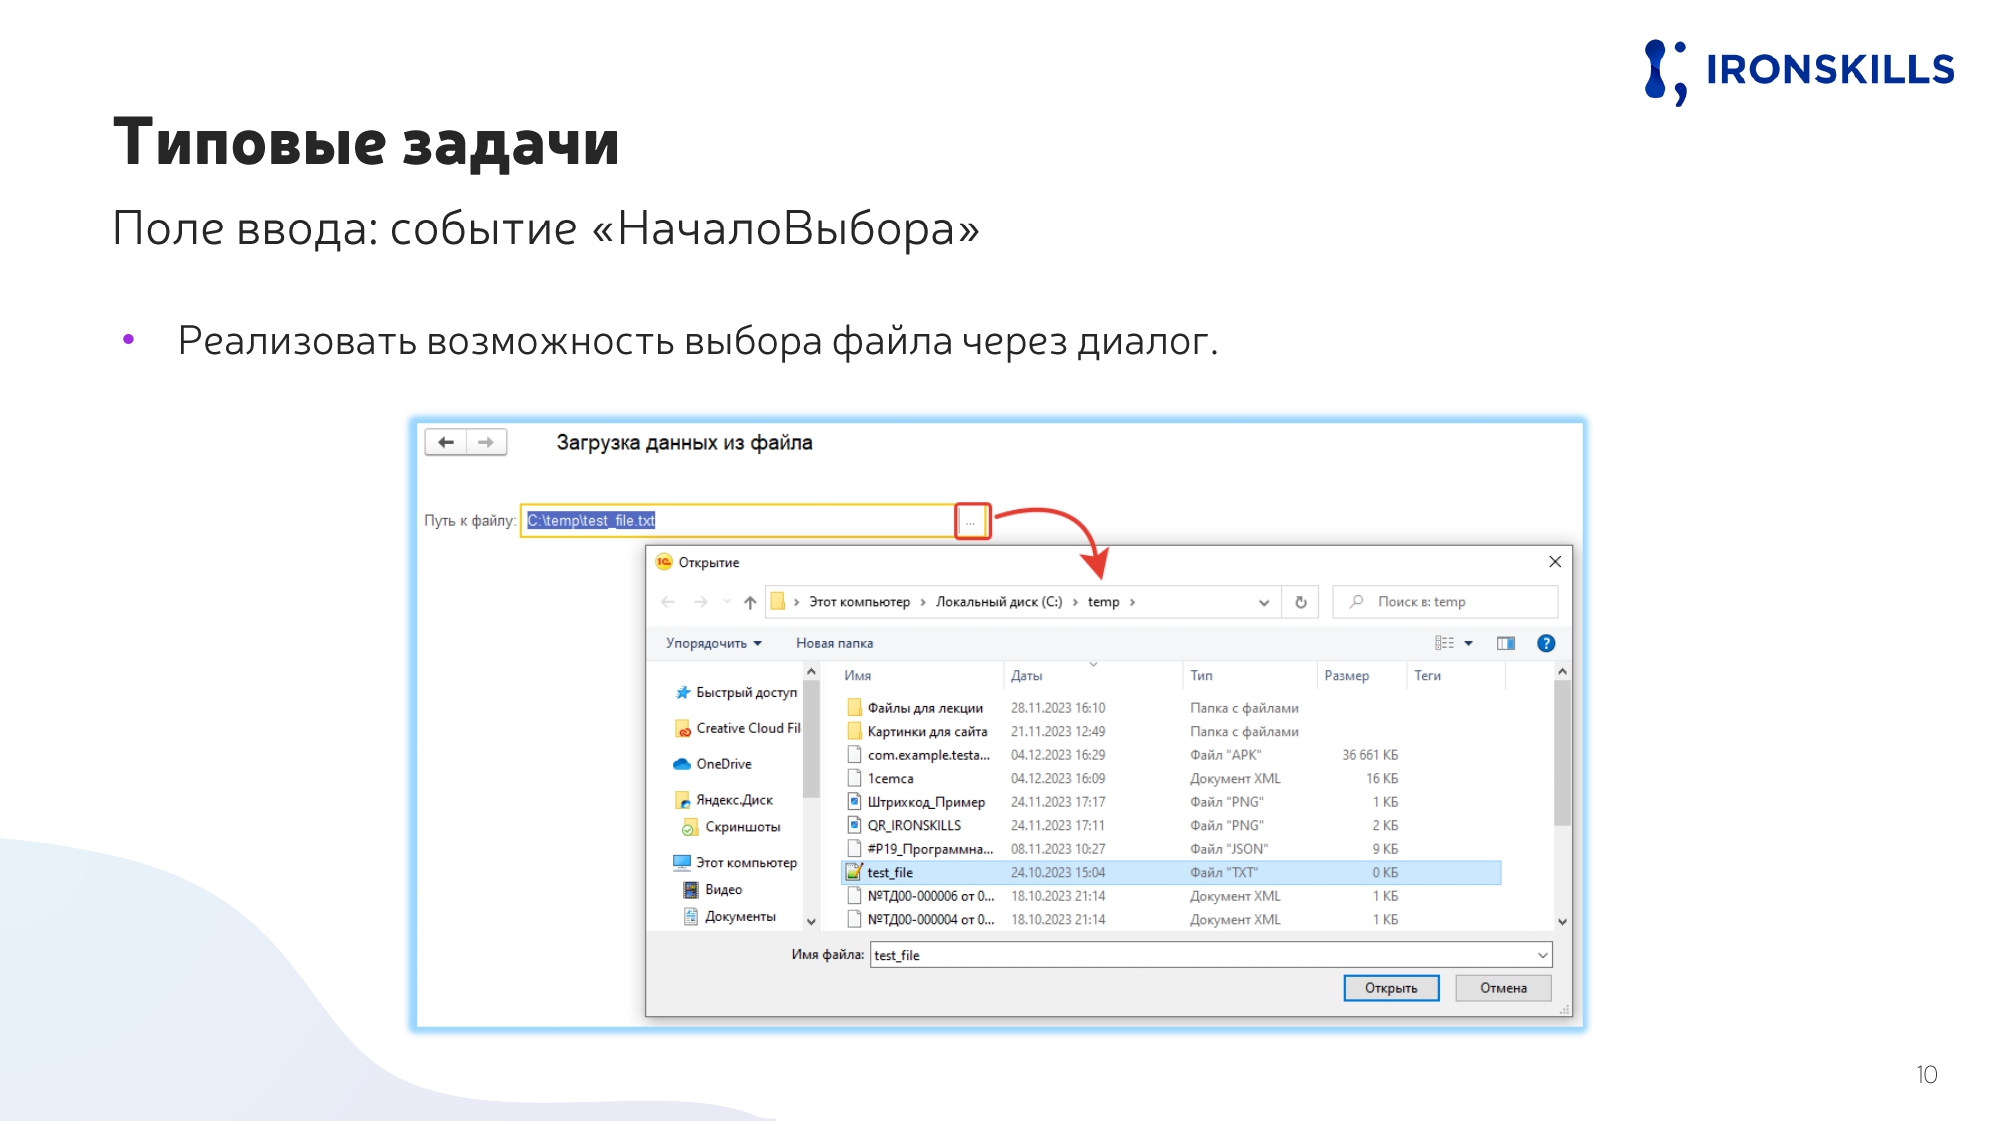 IRONSKILLS
Типовые задачи
Поле ввода: событие «НачалоВыбора»
• Реализовать возможность выбора файла через диалог.
Загрузка данных из файла
Путь к файлу: C:\temp\test_file.txt ...
1С Открытие
Этот компьютер › Локальный диск (C:) › temp ›
Поиск в: temp
Упорядочить Новая папка ?
Имя Даты Тип Размер Теги
Быстрый доступ
Creative Cloud Fil
OneDrive
Яндекс.Диск
Скриншоты
Этот компьютер
Видео
Документы
Файлы для лекции 28.11.2023 16:10 Папка с файлами
Картинки для сайта 21.11.2023 12:49 Папка с файлами
com.example.testa... 04.12.2023 16:29 Файл "APK" 36 661 КБ
1cemca 04.12.2023 16:09 Документ XML 16 КБ
Штрихкод_Пример 24.11.2023 17:17 Файл "PNG" 1 КБ
QR_IRONSKILLS 24.11.2023 17:11 Файл "PNG" 2 КБ
#P19_Программна... 08.11.2023 10:27 Файл "JSON" 9 КБ
test_file 24.10.2023 15:04 Файл "TXT" 0 КБ
№ТД00-000006 от 0... 18.10.2023 21:14 Документ XML 1 КБ
№ТД00-000004 от 0... 18.10.2023 21:14 Документ XML 1 КБ
Имя файла: test_file
Открыть Отмена
10